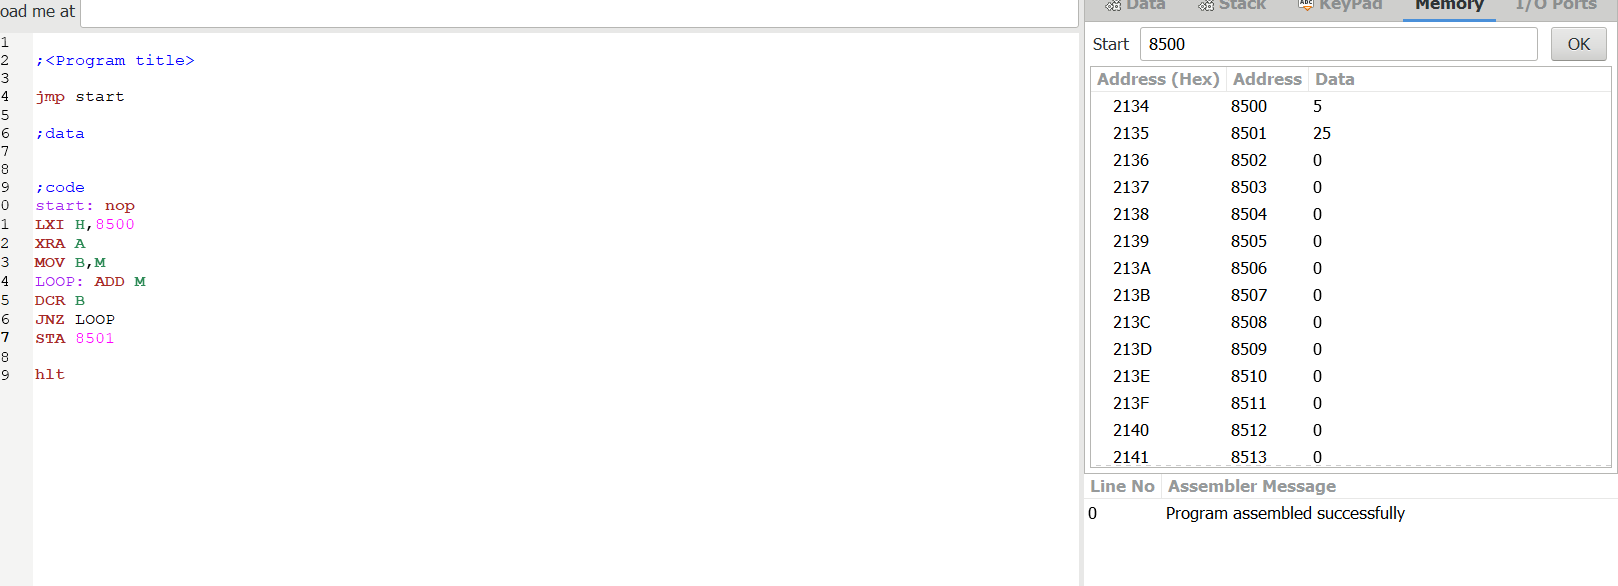 oad me at
1
2 ;<Program title>
3
4 jmp start
5
6 ;data
7
8
9 ;code
0 start: nop
1 LXI H,8500
2 XRA A
3 MOV B,M
4 LOOP: ADD M
5 DCR B
6 JNZ LOOP
7 STA 8501
8
9 hlt
Data Stack ABC KeyPad Memory I/O Ports
Start 8500 OK
Address (Hex) Address Data
2134 8500 5
2135 8501 25
2136 8502 0
2137 8503 0
2138 8504 0
2139 8505 0
213A 8506 0
213B 8507 0
213C 8508 0
213D 8509 0
213E 8510 0
213F 8511 0
2140 8512 0
2141 8513 0
Line No Assembler Message
0 Program assembled successfully